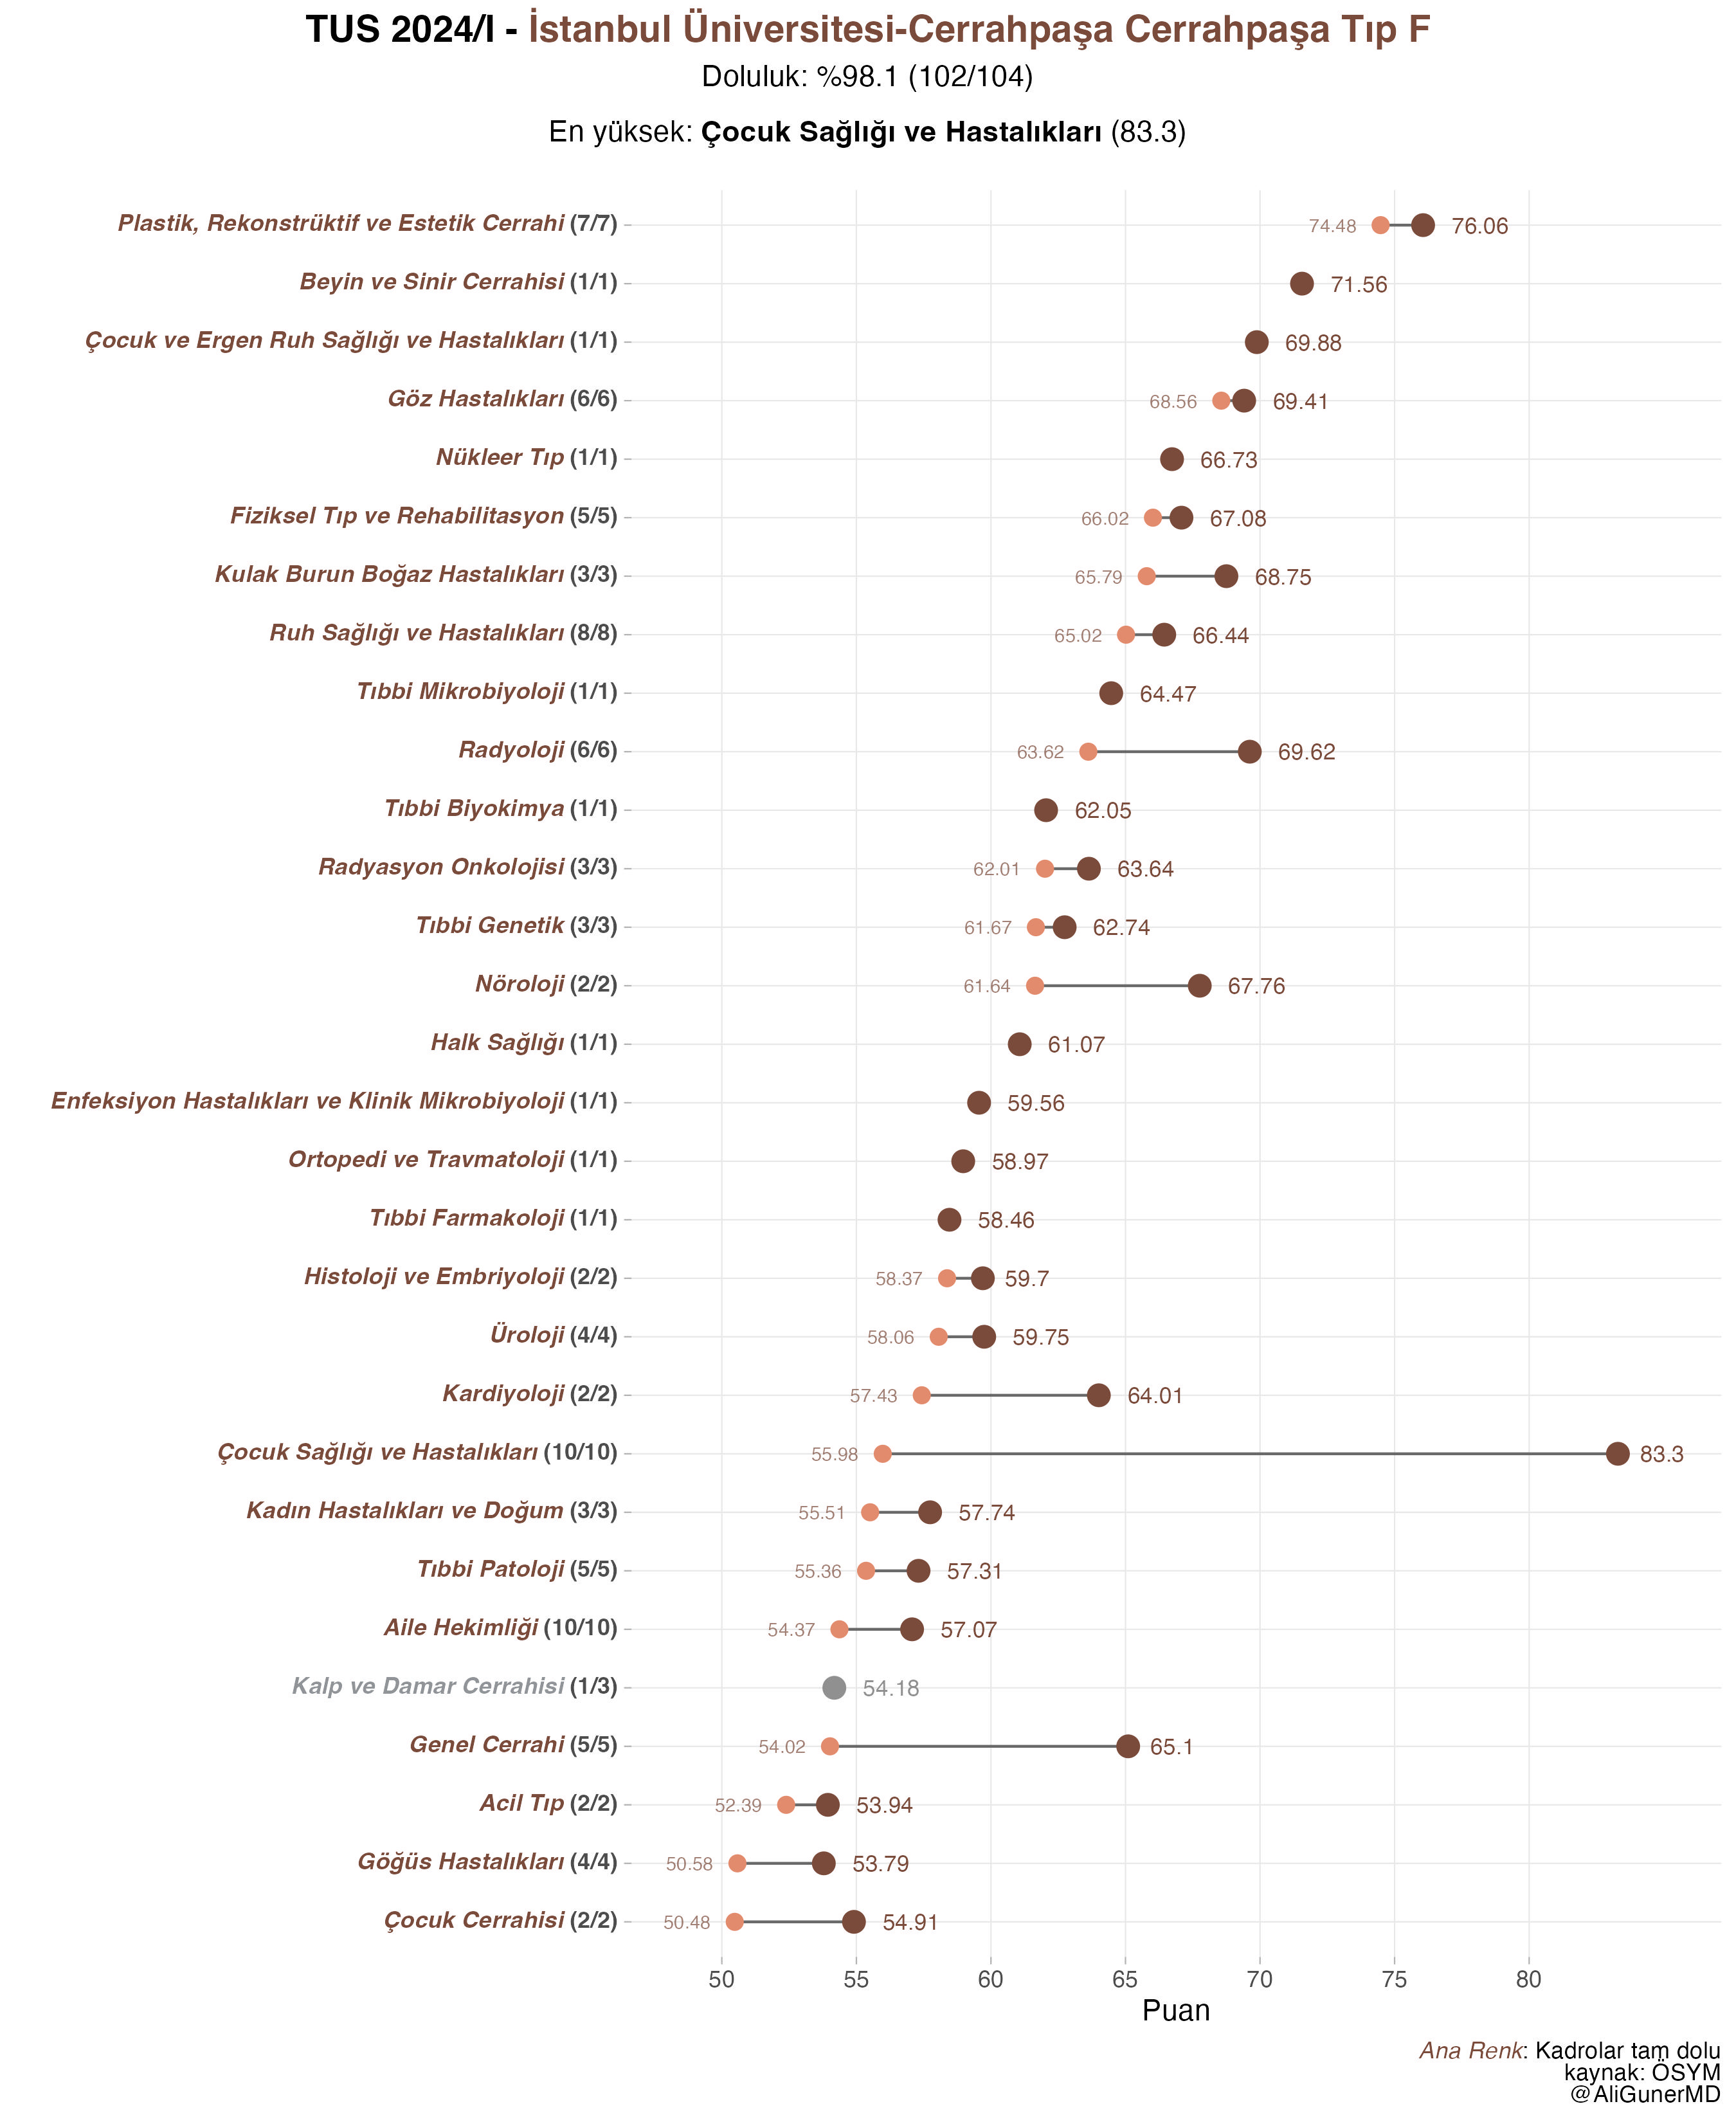 TUS 2024/I - İstanbul Üniversitesi-Cerrahpaşa Cerrahpaşa Tıp F
Doluluk: %98.1 (102/104)
En yüksek: Çocuk Sağlığı ve Hastalıkları (83.3)
Plastik, Rekonstrüktif ve Estetik Cerrahi (7/7) 74.48 76.06
Beyin ve Sinir Cerrahisi (1/1) 71.56
Çocuk ve Ergen Ruh Sağlığı ve Hastalıkları (1/1) 69.88
Göz Hastalıkları (6/6) 68.56 69.41
Nükleer Tıp (1/1) 66.73
Fiziksel Tıp ve Rehabilitasyon (5/5) 66.02 67.08
Kulak Burun Boğaz Hastalıkları (3/3) 65.79 68.75
Ruh Sağlığı ve Hastalıkları (8/8) 65.02 66.44
Tıbbi Mikrobiyoloji (1/1) 64.47
Radyoloji (6/6) 63.62 69.62
Tıbbi Biyokimya (1/1) 62.05
Radyasyon Onkolojisi (3/3) 62.01 63.64
Tıbbi Genetik (3/3) 61.67 62.74
Nöroloji (2/2) 61.64 67.76
Halk Sağlığı (1/1) 61.07
Enfeksiyon Hastalıkları ve Klinik Mikrobiyoloji (1/1) 59.56
Ortopedi ve Travmatoloji (1/1) 58.97
Tıbbi Farmakoloji (1/1) 58.46
Histoloji ve Embriyoloji (2/2) 58.37 59.7
Üroloji (4/4) 58.06 59.75
Kardiyoloji (2/2) 57.43 64.01
Çocuk Sağlığı ve Hastalıkları (10/10) 55.98 83.3
Kadın Hastalıkları ve Doğum (3/3) 55.51 57.74
Tıbbi Patoloji (5/5) 55.36 57.31
Aile Hekimliği (10/10) 54.37 57.07
Kalp ve Damar Cerrahisi (1/3) 54.18
Genel Cerrahi (5/5) 54.02 65.1
Acil Tıp (2/2) 52.39 53.94
Göğüs Hastalıkları (4/4) 50.58 53.79
Çocuk Cerrahisi (2/2) 50.48 54.91
50 55 60 65 70 75 80
Puan
Ana Renk: Kadrolar tam dolu
kaynak: ÖSYM
@AliGunerMD